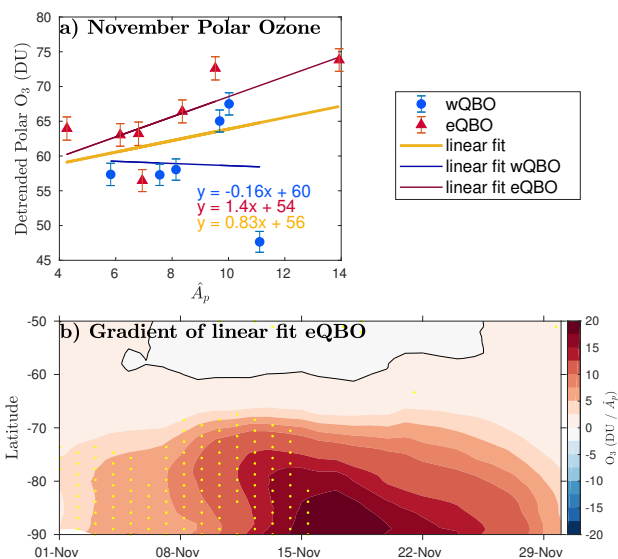 a) November Polar Ozone
Detrended Polar O₃ (DU)
75
70
65
60
55
50
45
y = -0.16x + 60
y = 1.4x + 54
y = 0.83x + 56
4 6 8 10 12 14
Âₚ
wQBO
eQBO
linear fit
linear fit wQBO
linear fit eQBO
b) Gradient of linear fit eQBO
Latitude
-50
-60
-70
-80
-90
01-Nov 08-Nov 15-Nov 22-Nov 29-Nov
20
15
10
5
0
-5
-10
-15
-20
O₃ (DU / Âₚ)